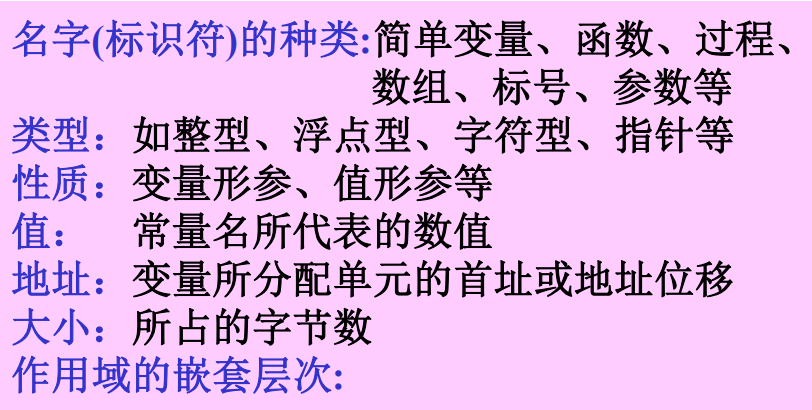 名字(标识符)的种类:简单变量、函数、过程、
数组、标号、参数等
类型：如整型、浮点型、字符型、指针等
性质：变量形参、值形参等
值： 常量名所代表的数值
地址：变量所分配单元的首址或地址位移
大小：所占的字节数
作用域的嵌套层次: